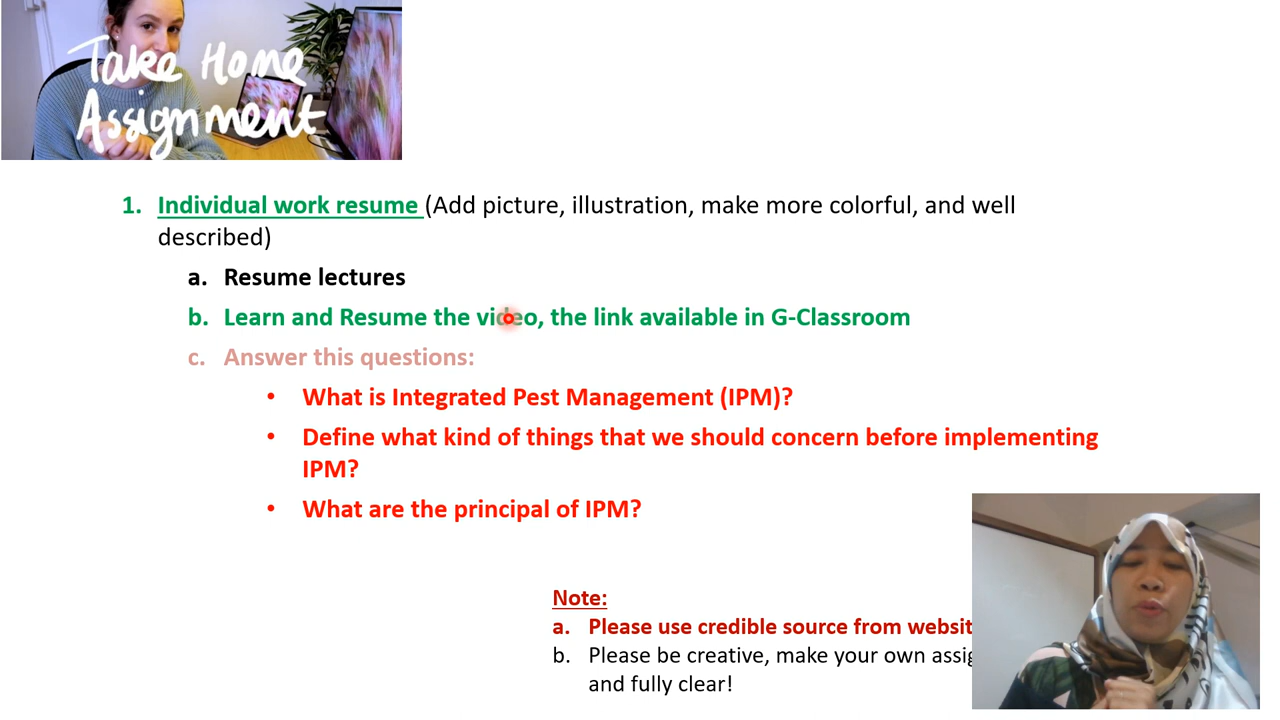 Take Home
Assignment
1. Individual work resume (Add picture, illustration, make more colorful, and well
described)
a. Resume lectures
b. Learn and Resume the video, the link available in G-Classroom
c. Answer this questions:
• What is Integrated Pest Management (IPM)?
• Define what kind of things that we should concern before implementing
IPM?
• What are the principal of IPM?
Note:
a. Please use credible source from
b. Please be creative, make your own
and fully clear!